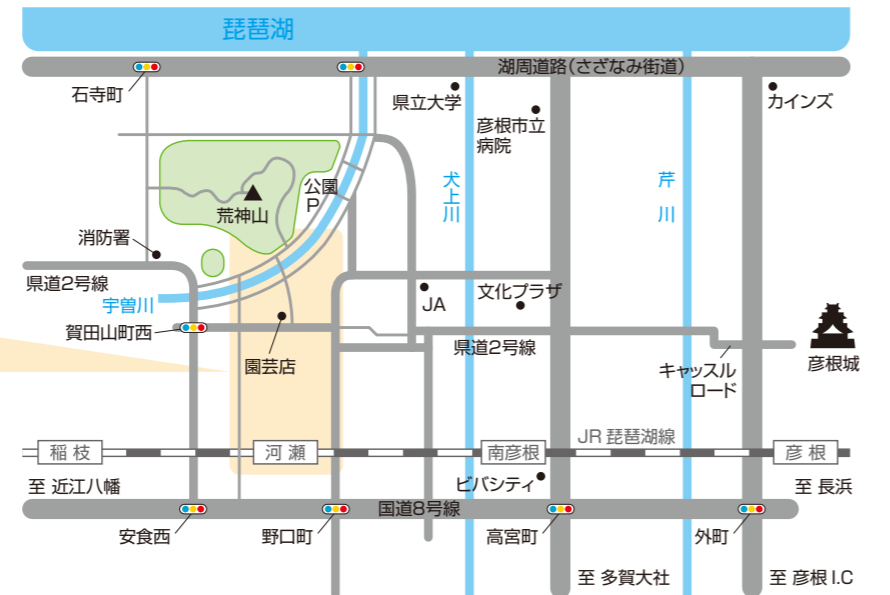 琵琶湖
湖周道路(さざなみ街道)
石寺町
県立大学
彦根市立
病院
カインズ
公園
P
荒神山
犬上川
芹川
消防署
県道2号線
宇曽川
JA
文化プラザ
賀田山町西
園芸店
県道2号線
キャッスル
ロード
彦根城
稲枝
河瀬
南彦根
JR 琵琶湖線
彦根
至 近江八幡
ビバシティ
至 長浜
国道8号線
安食西
野口町
高宮町
外町
至 多賀大社
至 彦根 I.C